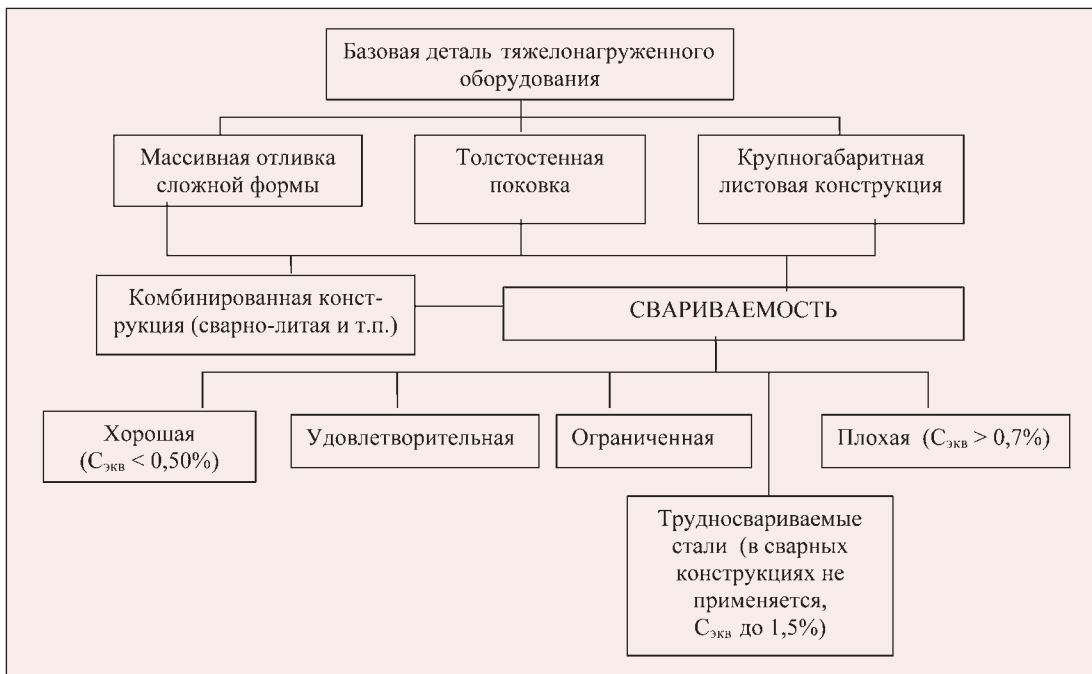 Базовая деталь тяжелонагруженного
оборудования
Массивная отливка
сложной формы
Толстостенная
поковка
Крупногабаритная
листовая конструкция
Комбинированная конст-
рукция (сварно-литая и т.п.)
СВАРИВАЕМОСТЬ
Хорошая
(Сэкв < 0,50%)
Удовлетворительная
Ограниченная
Плохая (Сэкв > 0,7%)
Трудносвариваемые
стали (в сварных
конструкциях не
применяется,
Сэкв до 1,5%)